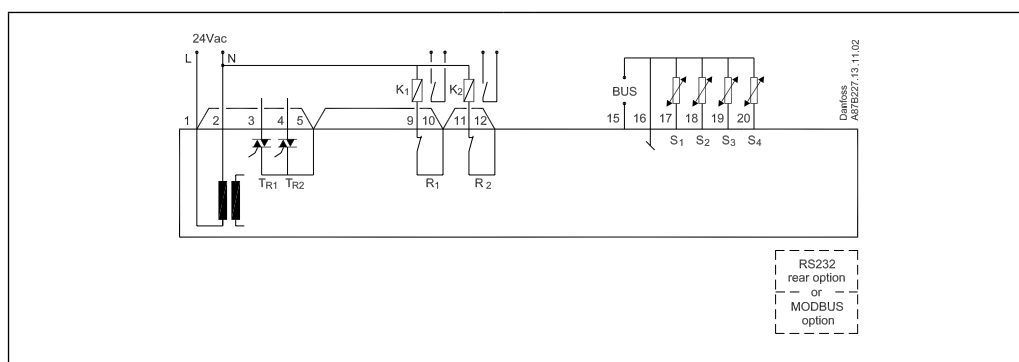 24Vac
L N
K1 K2
BUS
1 2 3 4 5 9 10 11 12 15 16 17 18 19 20
S1 S2 S3 S4
TR1 TR2 R1 R2
Danfoss
A87B227.13.11.02
RS232
rear option
or
MODBUS
option